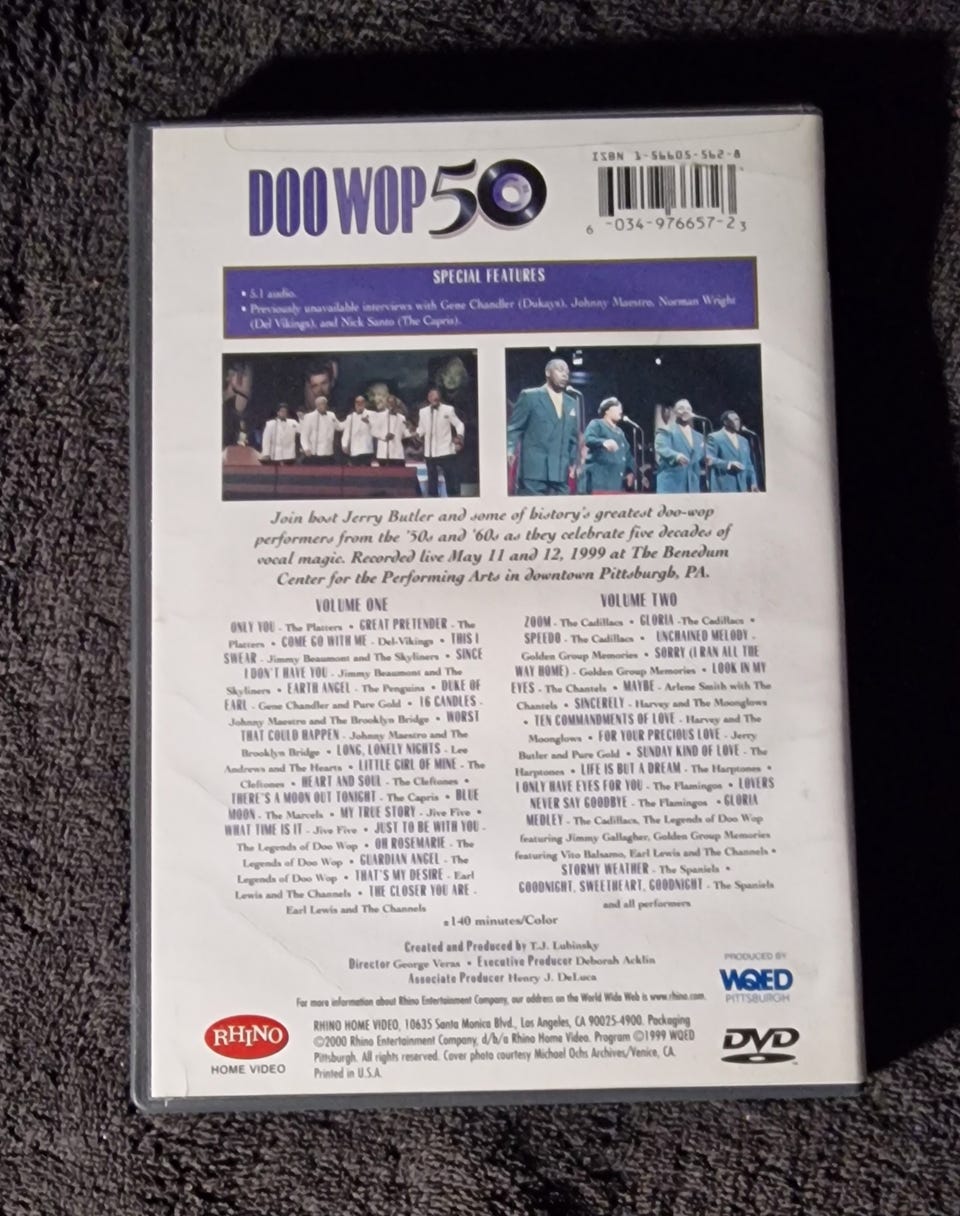 DOO WOP 50
ISBN 1-56605-562-8
6 -034-976657-2 3
SPECIAL FEATURES
• 5.1 audio.
• Previously unavailable interviews with Gene Chandler (Dukays), Johnny Maestro, Norman Wright
(Del Vikings), and Nick Santo (The Capris).
Join host Jerry Butler and some of history's greatest doo-wop
performers from the '50s and '60s as they celebrate five decades of
vocal magic. Recorded live May 11 and 12, 1999 at The Benedum
Center for the Performing Arts in downtown Pittsburgh, PA.
VOLUME ONE
ONLY YOU - The Platters • GREAT PRETENDER - The
Platters • COME GO WITH ME - Del-Vikings • THIS I
SWEAR - Jimmy Beaumont and The Skyliners • SINCE
I DON'T HAVE YOU - Jimmy Beaumont and The
Skyliners • EARTH ANGEL - The Penguins • DUKE OF
EARL - Gene Chandler and Pure Gold • 16 CANDLES -
Johnny Maestro and The Brooklyn Bridge • WORST
THAT COULD HAPPEN - Johnny Maestro and The
Brooklyn Bridge • LONG, LONELY NIGHTS - Lee
Andrews and The Hearts • LITTLE GIRL OF MINE - The
Cleftones • HEART AND SOUL - The Cleftones •
THERE'S A MOON OUT TONIGHT - The Capris • BLUE
MOON - The Marcels • MY TRUE STORY - Jive Five •
WHAT TIME IS IT - Jive Five • JUST TO BE WITH YOU -
The Legends of Doo Wop • OH ROSEMARIE - The
Legends of Doo Wop • GUARDIAN ANGEL - The
Legends of Doo Wop • THAT'S MY DESIRE - Earl
Lewis and The Channels • THE CLOSER YOU ARE -
Earl Lewis and The Channels
VOLUME TWO
ZOOM - The Cadillacs • GLORIA -The Cadillacs •
SPEEDO - The Cadillacs • UNCHAINED MELODY -
Golden Group Memories • SORRY (I RAN ALL THE
WAY HOME) - Golden Group Memories • LOOK IN MY
EYES - The Chantels • MAYBE - Arlene Smith with The
Chantels • SINCERELY - Harvey and The Moonglows
• TEN COMMANDMENTS OF LOVE - Harvey and The
Moonglows • FOR YOUR PRECIOUS LOVE - Jerry
Butler and Pure Gold • SUNDAY KIND OF LOVE - The
Harptones • LIFE IS BUT A DREAM - The Harptones •
I ONLY HAVE EYES FOR YOU - The Flamingos • LOVERS
NEVER SAY GOODBYE - The Flamingos • GLORIA
MEDLEY - The Cadillacs, The Legends of Doo Wop
featuring Jimmy Gallagher, Golden Group Memories
featuring Vito Balsamo, Earl Lewis and The Channels •
STORMY WEATHER - The Spaniels •
GOODNIGHT, SWEETHEART, GOODNIGHT - The Spaniels
and all performers
±140 minutes/Color
Created and Produced by T.J. Lubinsky
Director George Veras • Executive Producer Deborah Acklin
Associate Producer Henry J. DeLuca
For more information about Rhino Entertainment Company, our address on the World Wide Web is www.rhino.com.
PRODUCED BY
WQED
PITTSBURGH
RHINO
HOME VIDEO
RHINO HOME VIDEO, 10635 Santa Monica Blvd., Los Angeles, CA 90025-4900. Packaging
©2000 Rhino Entertainment Company, d/b/a Rhino Home Video. Program ©1999 WQED
Pittsburgh. All rights reserved. Cover photo courtesy Michael Ochs Archives/Venice, CA.
Printed in U.S.A.
DVD